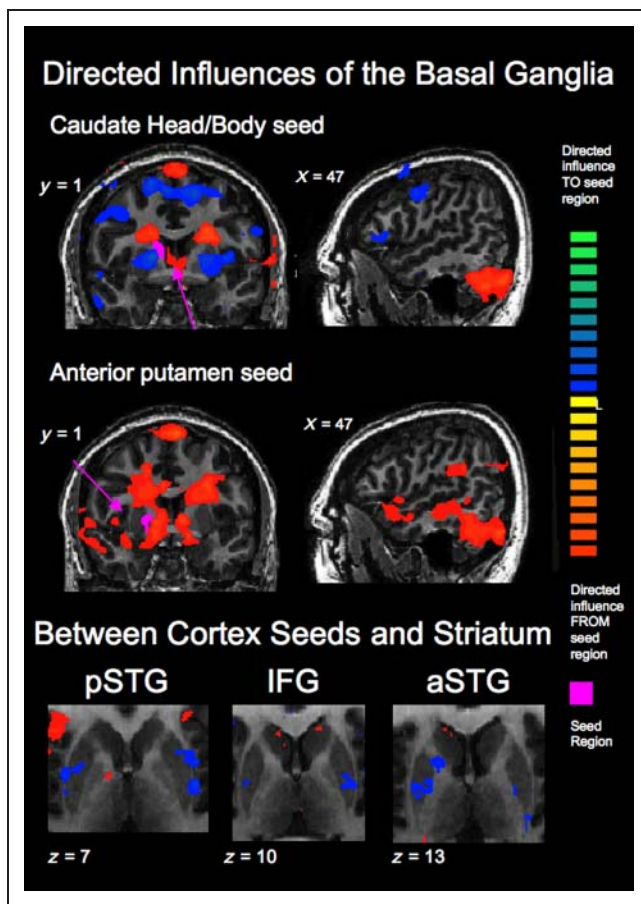 Directed Influences of the Basal Ganglia
Caudate Head/Body seed
y = 1
X = 47
Directed
influence
TO seed
region
Anterior putamen seed
y = 1
X = 47
Directed
influence
FROM
seed
region
Seed
Region
Between Cortex Seeds and Striatum
pSTG
IFG
aSTG
z = 7
z = 10
z = 13